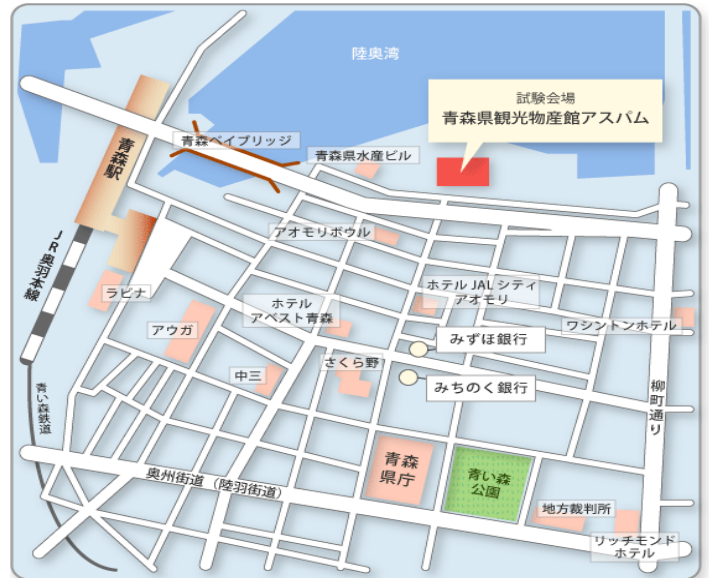 陸奥湾
試験会場
青森県観光物産館アスパム
青森ベイブリッジ
青森県水産ビル
青森駅
アオモリボウル
JR奥羽本線
ラビナ
ホテル
アベスト青森
ホテル JALシティ
アオモリ
アウガ
ワシントンホテル
みずほ銀行
さくら野
中三
みちのく銀行
青い森鉄道
柳町通り
青森
県庁
青い森
公園
奥州街道（陸羽街道）
地方裁判所
リッチモンド
ホテル